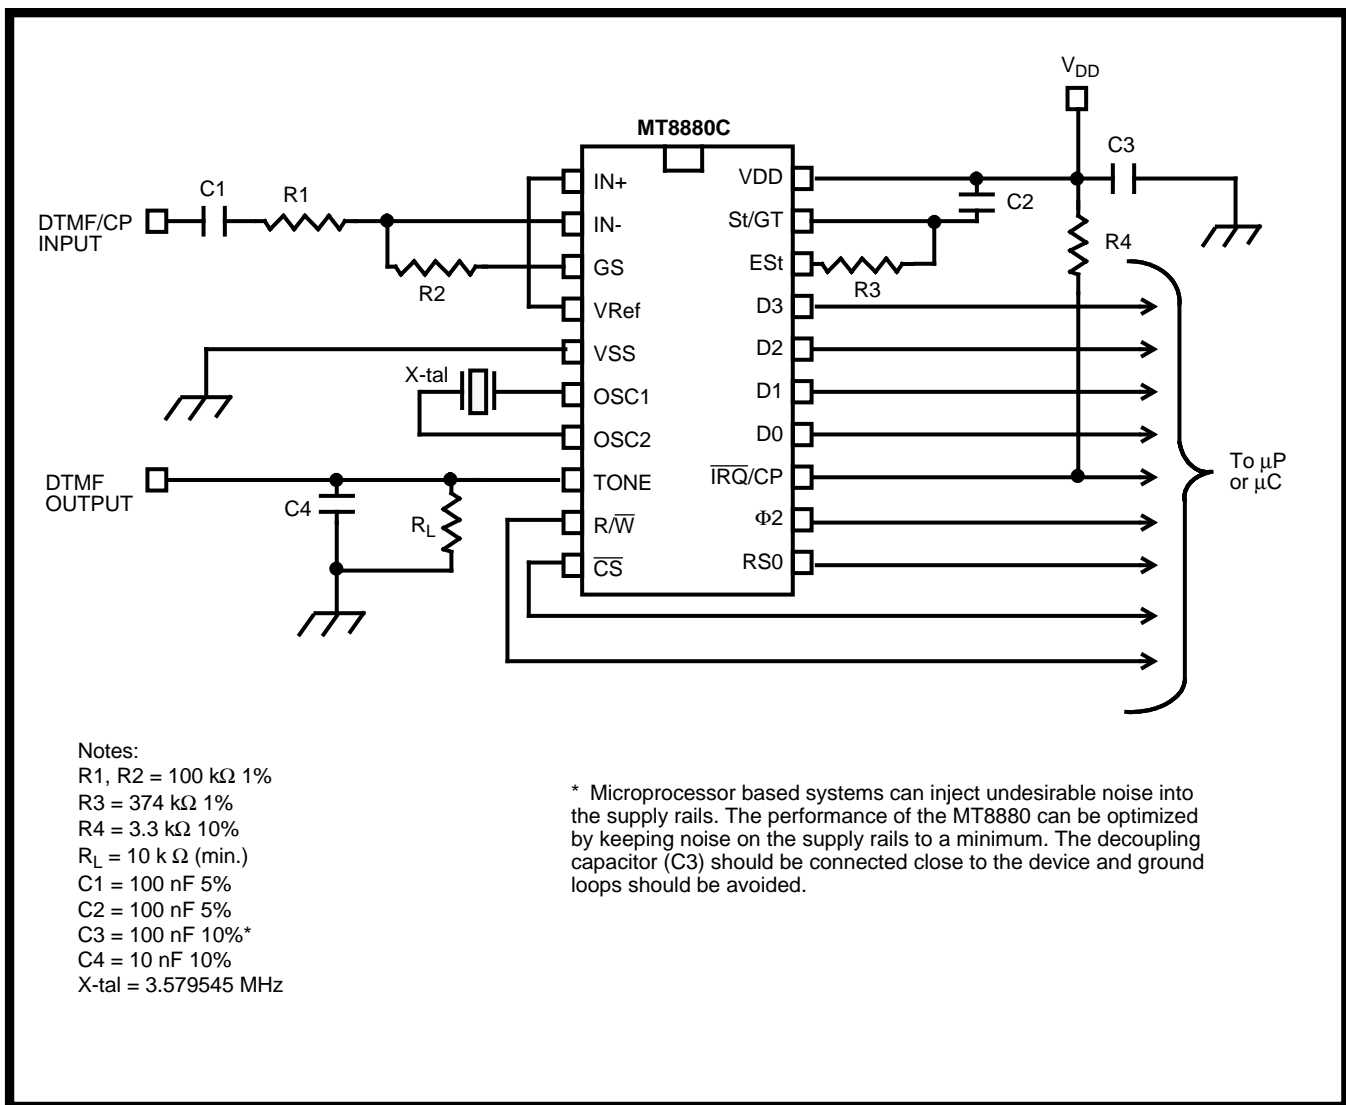 V_DD
MT8880C
C3
C1
R1
DTMF/CP
INPUT
IN+
VDD
C2
IN-
St/GT
R4
GS
ESt
R2
R3
VRef
D3
VSS
D2
X-tal
OSC1
D1
OSC2
D0
DTMF
OUTPUT
TONE
I̅R̅Q̅/CP
To μP
or μC
C4
R_L
R/W̅
Φ2
C̅S̅
RS0
Notes:
R1, R2 = 100 kΩ 1%
R3 = 374 kΩ 1%
R4 = 3.3 kΩ 10%
R_L = 10 k Ω (min.)
C1 = 100 nF 5%
C2 = 100 nF 5%
C3 = 100 nF 10%*
C4 = 10 nF 10%
X-tal = 3.579545 MHz
* Microprocessor based systems can inject undesirable noise into
the supply rails. The performance of the MT8880 can be optimized
by keeping noise on the supply rails to a minimum. The decoupling
capacitor (C3) should be connected close to the device and ground
loops should be avoided.